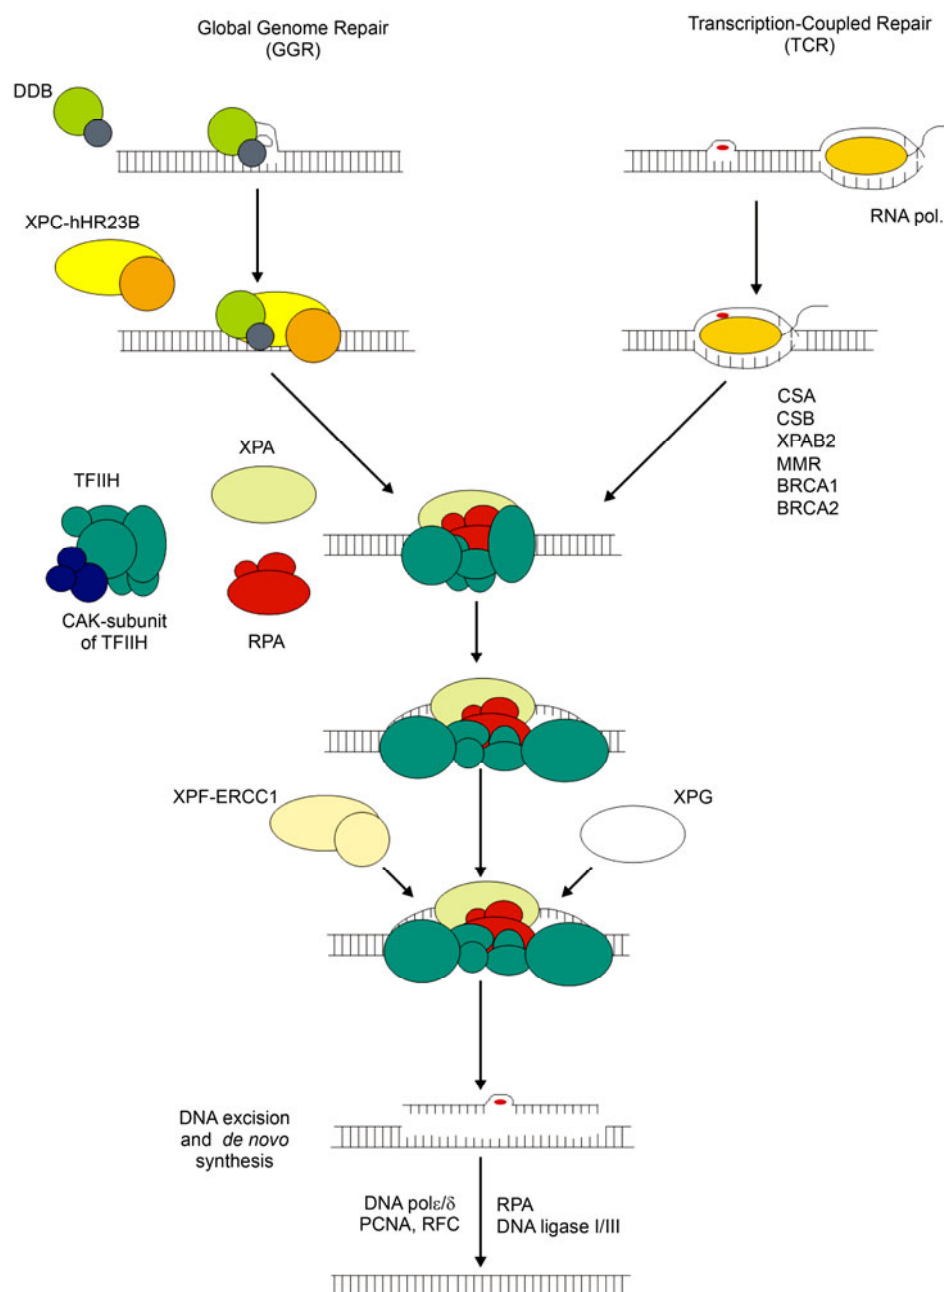 Global Genome Repair
(GGR)
Transcription-Coupled Repair
(TCR)
DDB
RNA pol.
XPC-hHR23B
CSA
CSB
XPAB2
MMR
BRCA1
BRCA2
XPA
TFIIH
CAK-subunit
of TFIIH
RPA
XPF-ERCC1
XPG
DNA excision
and de novo
synthesis
DNA polε/δ
PCNA, RFC
RPA
DNA ligase I/III